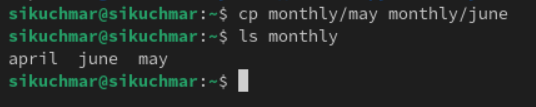 sikuchmar@sikuchmar:~$ cp monthly/may monthly/june
sikuchmar@sikuchmar:~$ ls monthly
april  june  may
sikuchmar@sikuchmar:~$